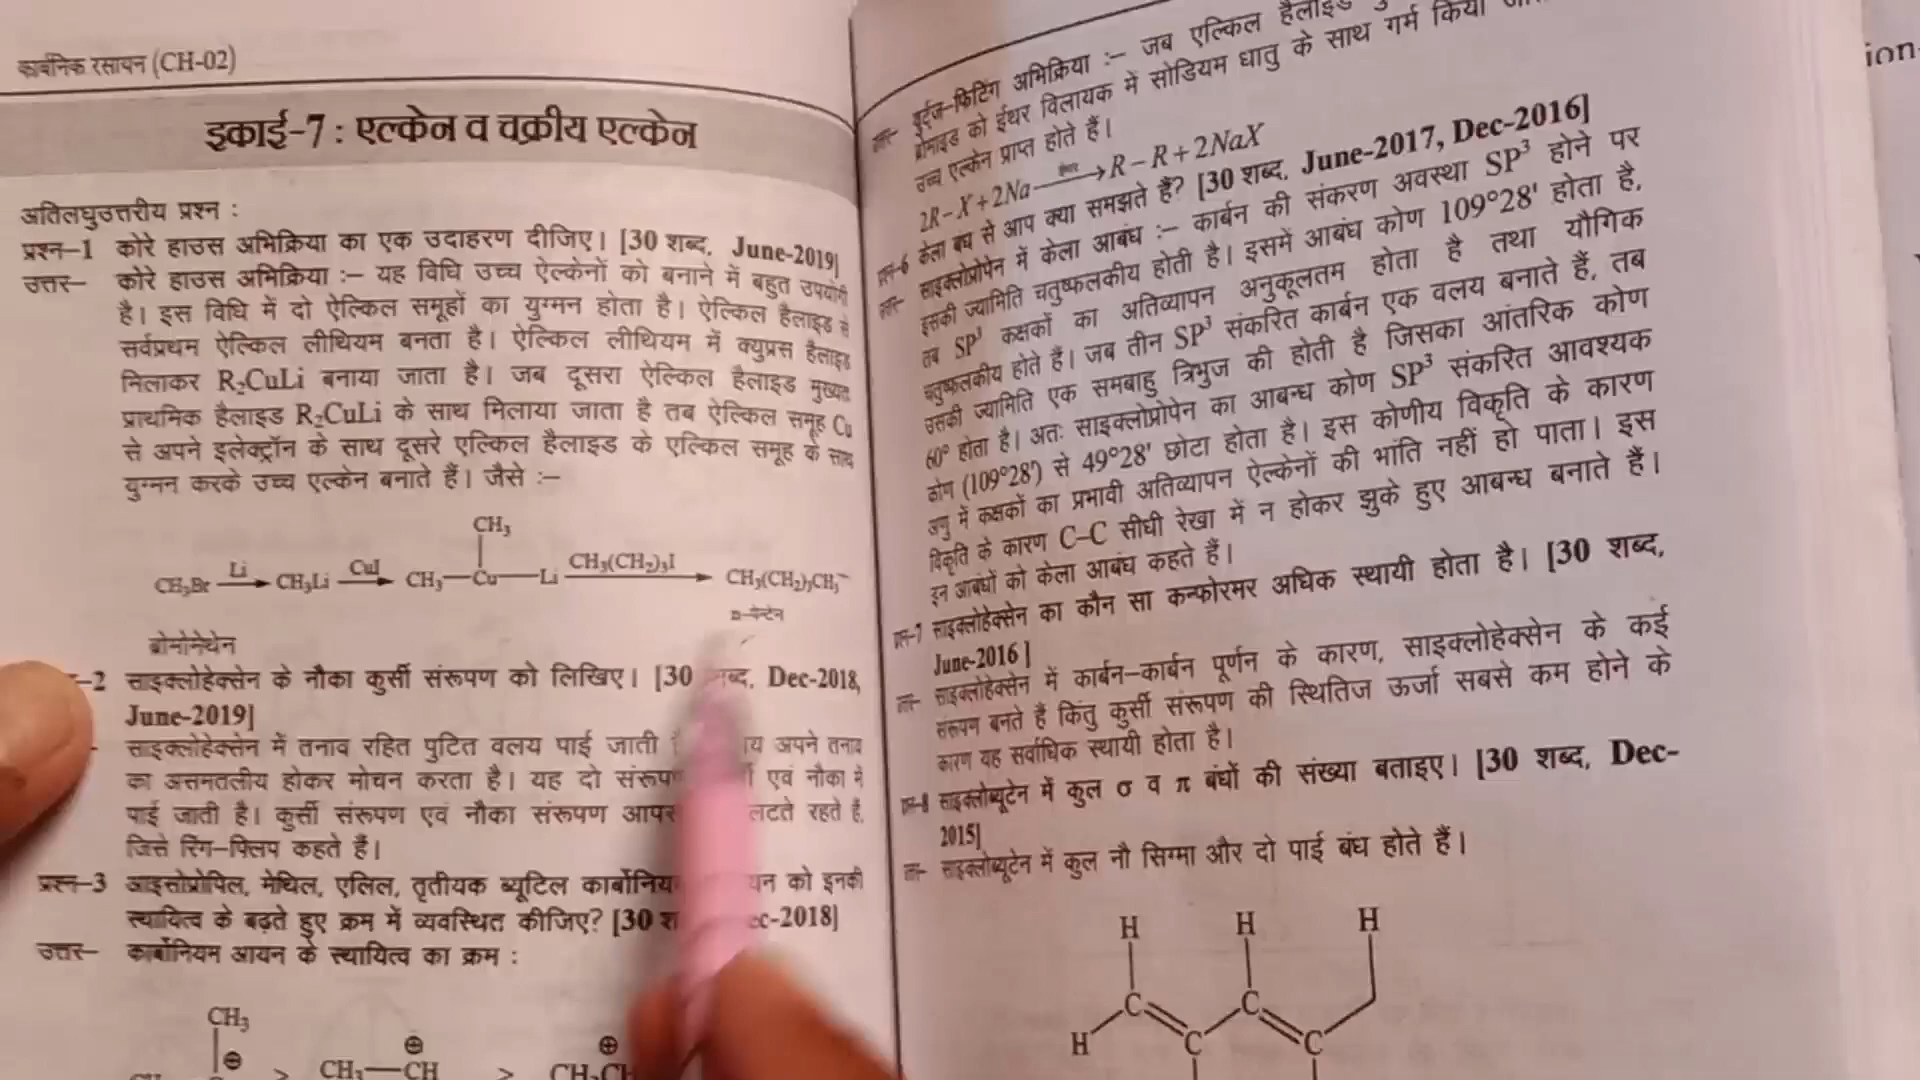 कार्बनिक रसायन (CH-02)
इकाई-7 : एल्केन व चक्रीय एल्केन
अतिलघुउत्तरीय प्रश्न :
प्रश्न-1 कोरे हाउस अभिक्रिया का एक उदाहरण दीजिए। [30 शब्द, June-2019]
उत्तर- कोरे हाउस अभिक्रिया :– यह विधि उच्च ऐल्केनों को बनाने में बहुत उपयोगी
है। इस विधि में दो ऐल्किल समूहों का युग्मन होता है। ऐल्किल हैलाइड से
सर्वप्रथम ऐल्किल लीथियम बनता है। ऐल्किल लीथियम में क्युप्रस हैलाइड
मिलाकर R₂CuLi बनाया जाता है। जब दूसरा ऐल्किल हैलाइड मुख्यतः
प्राथमिक हैलाइड R₂CuLi के साथ मिलाया जाता है तब ऐल्किल समूह Cu
से अपने इलेक्ट्रॉन के साथ दूसरे एल्किल हैलाइड के एल्किल समूह के साथ
युग्मन करके उच्च एल्केन बनाते हैं। जैसे :–
CH₃
CH₃Br Li CH₃Li CuI CH₃—Cu—Li CH₃(CH₂)₃I CH₃(CH₂)₃CH₃
n-पेन्टेन
ब्रोमोमेथेन
-2 साइक्लोहेक्सेन के नौका कुर्सी संरूपण को लिखिए। [30 शब्द, Dec-2018,
June-2019]
साइक्लोहेक्सेन में तनाव रहित पुटित वलय पाई जाती अपने तनाव
का असमतलीय होकर मोचन करता है। यह दो एवं नौका में
पाई जाती है। कुर्सी संरूपण एवं नौका संरूपण रहते हैं,
जिसे रिंग-फ्लिप कहते हैं।
प्रश्न-3 आइसोप्रोपिल, मेथिल, एलिल, तृतीयक ब्यूटिल को इनकी
स्थायित्व के बढ़ते हुए क्रम में व्यवस्थित कीजिए? [30
उत्तर- कार्बोनियम आयन के स्थायित्व का क्रम :
CH₃
⊖ ⊕ ⊕
> CH₃—CH >
जब एल्किल हैलाइड
वुर्ट्ज-फिटिंग अभिक्रिया :– के साथ गर्म किया
ब्रोमाइड को ईथर विलायक में सोडियम धातु
उच्च एल्केन प्राप्त होते हैं।
2R–X+2Na ⟶ R–R+2NaX
केला बंध से आप क्या समझते हैं? [30 शब्द, June-2017, Dec-2016]
साइक्लोप्रोपेन में केला आबंध :– कार्बन की संकरण अवस्था SP³ होने पर
इसकी ज्यामिति चतुष्फलकीय होती है। इसमें आबंध कोण 109°28' होता है,
तब SP³ कक्षकों का अतिव्यापन अनुकूलतम होता है तथा यौगिक
चतुष्फलकीय होते हैं। जब तीन SP³ संकरित कार्बन एक वलय बनाते हैं, तब
उसकी ज्यामिति एक समबाहु त्रिभुज की होती है जिसका आंतरिक कोण
60° होता है। अतः साइक्लोप्रोपेन का आबन्ध कोण SP³ संकरित आवश्यक
कोण (109°28') से 49°28' छोटा होता है। इस कोणीय विकृति के कारण
अणु में कक्षकों का प्रभावी अतिव्यापन ऐल्केनों की भांति नहीं हो पाता। इस
विकृति के कारण C–C सीधी रेखा में न होकर झुके हुए आबन्ध बनाते हैं।
इन आबंधों को केला आबंध कहते हैं।
साइक्लोहेक्सेन का कौन सा कन्फोरमर अधिक स्थायी होता है। [30 शब्द,
June-2016 ]
साइक्लोहेक्सेन में कार्बन-कार्बन घूर्णन के कारण, साइक्लोहेक्सेन के कई
संरूपण बनते हैं किंतु कुर्सी संरूपण की स्थितिज ऊर्जा सबसे कम होने के
कारण यह सर्वाधिक स्थायी होता है।
साइक्लोब्यूटेन में कुल σ व π बंधों की संख्या बताइए। [30 शब्द, Dec-
2015]
साइक्लोब्यूटेन में कुल नौ सिग्मा और दो पाई बंध होते हैं।
H H H
C C
H C C